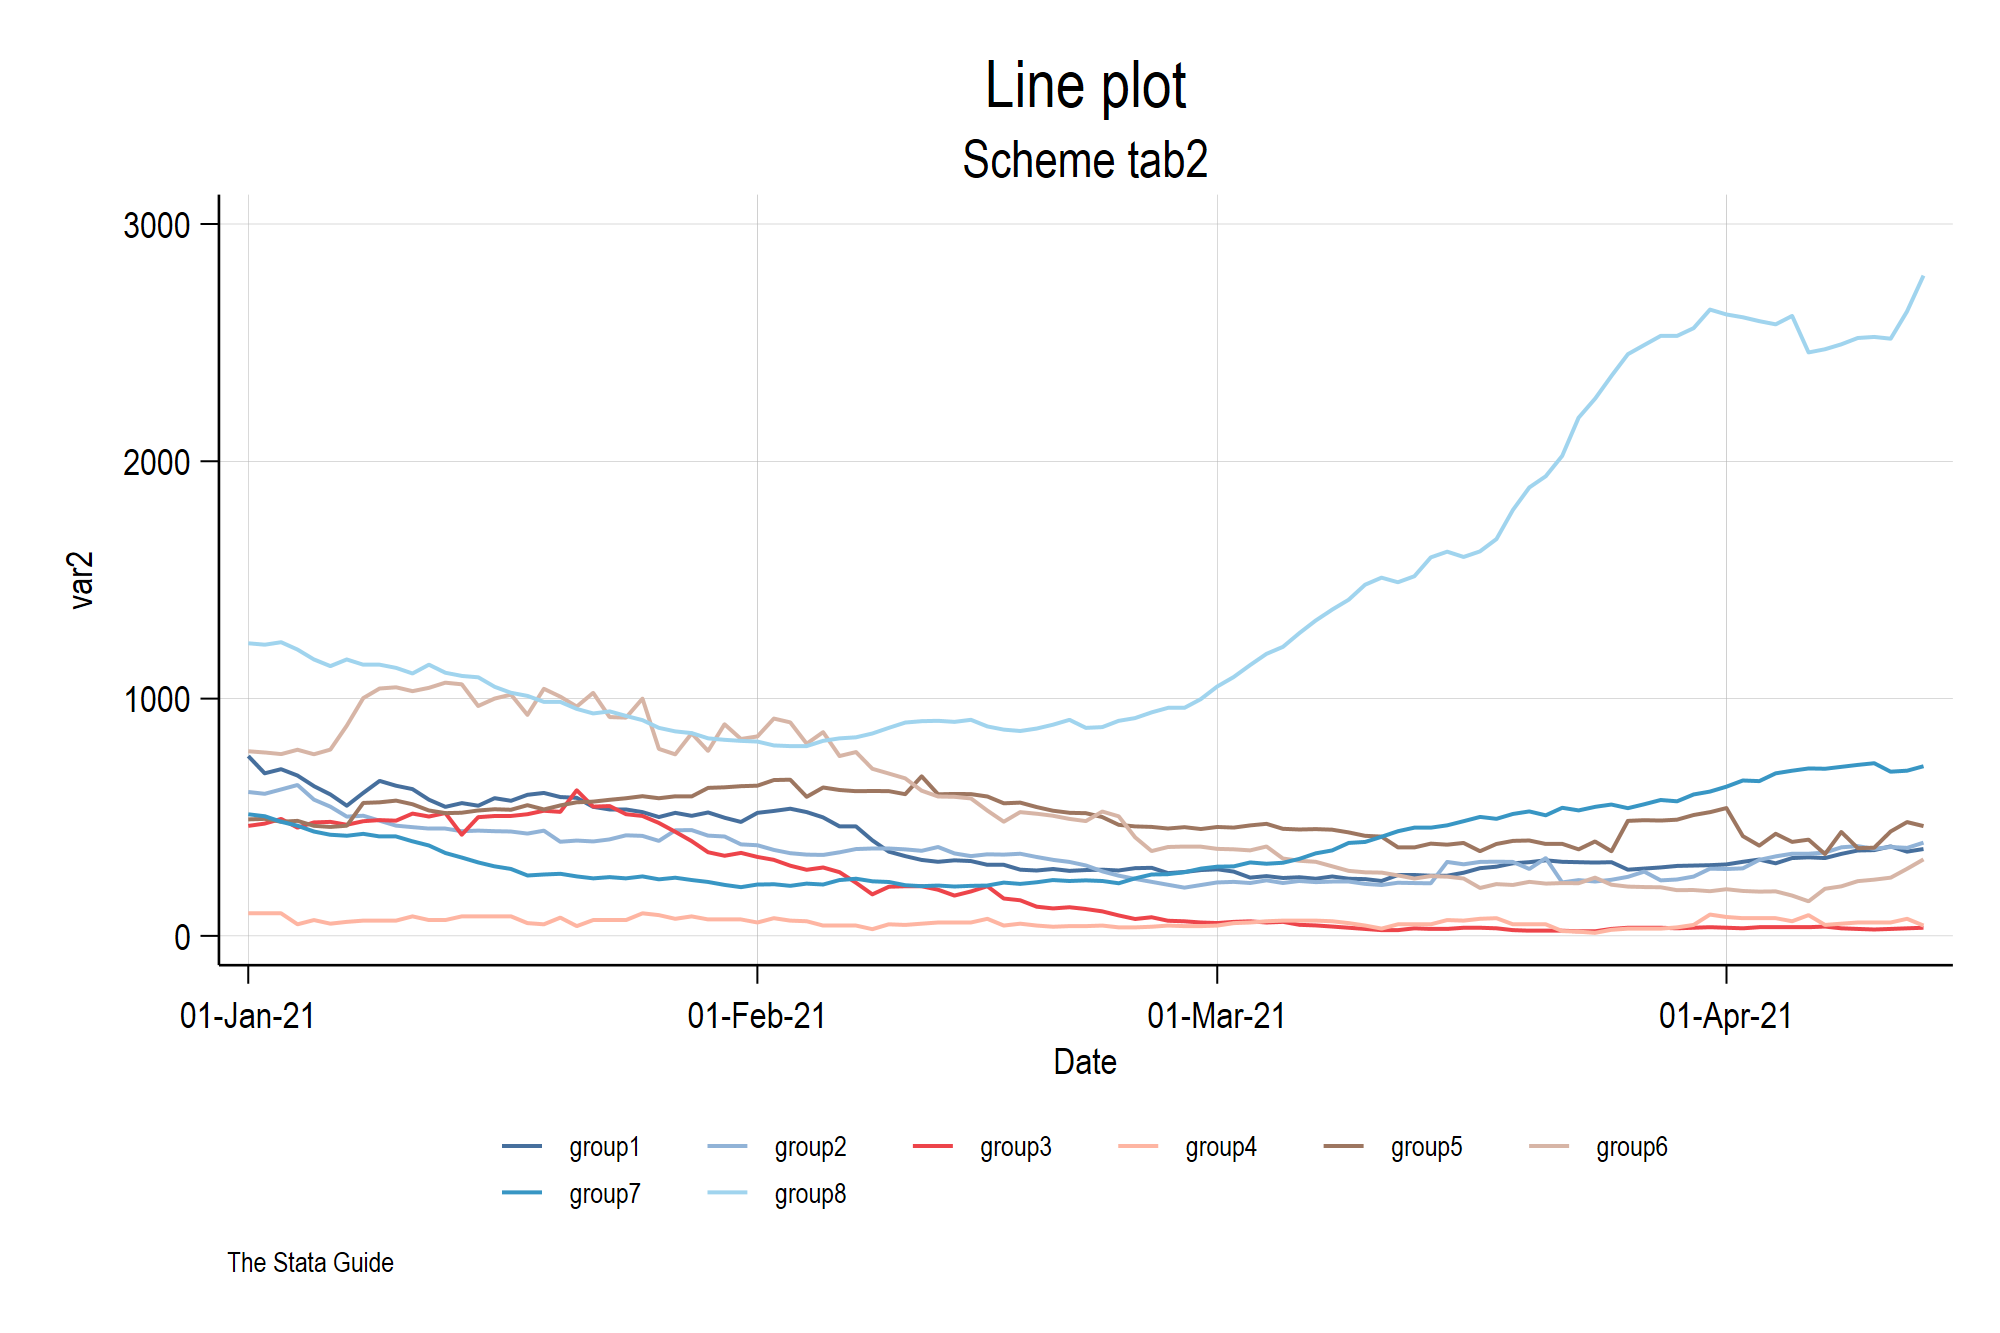 Line plot
Scheme tab2
3000
2000
1000
0
var2
01-Jan-21 01-Feb-21 01-Mar-21 01-Apr-21
Date
group1 group2 group3 group4 group5 group6
group7 group8
The Stata Guide